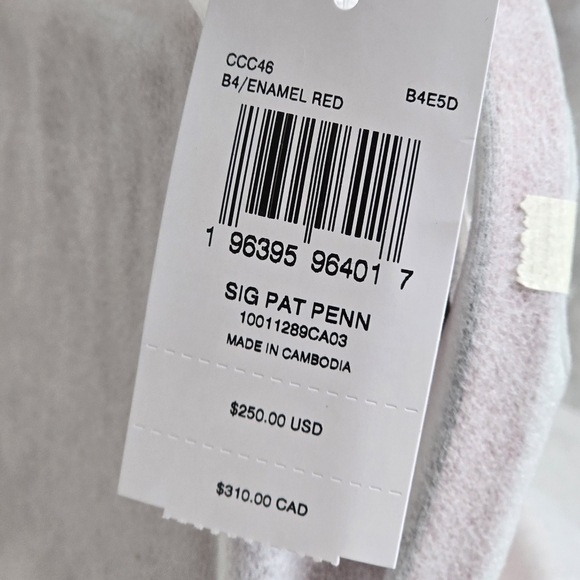 CCC46
B4/ENAMEL RED B4E5D
1 96395 96401 7
SIG PAT PENN
10011289CA03
MADE IN CAMBODIA
$250.00 USD
$310.00 CAD